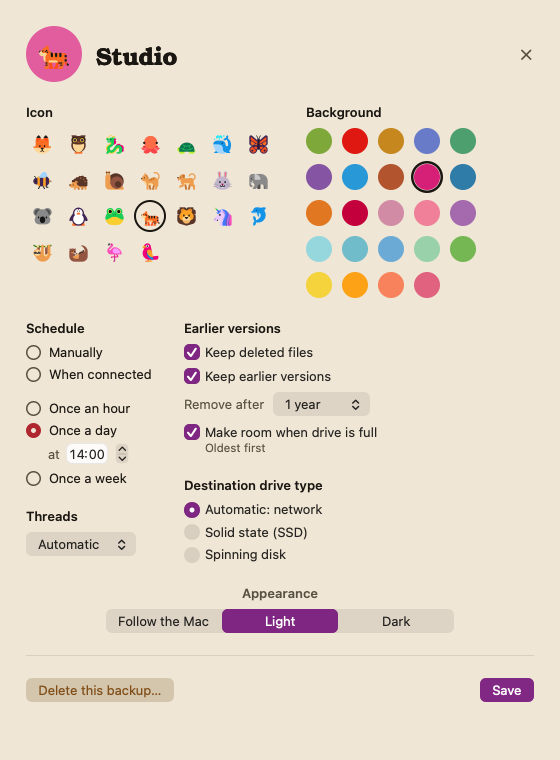 Studio
Icon
Background
Schedule
Manually
When connected
Once an hour
Once a day
at 14:00
Once a week
Threads
Automatic
Earlier versions
Keep deleted files
Keep earlier versions
Remove after 1 year
Make room when drive is full
Oldest first
Destination drive type
Automatic: network
Solid state (SSD)
Spinning disk
Appearance
Follow the Mac Light Dark
Delete this backup... Save